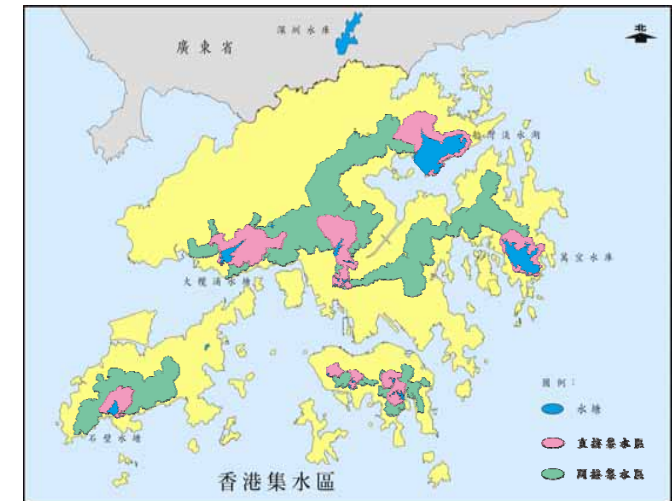 深圳水庫
北
廣東省
船灣淡水湖
萬宜水庫
大欖涌水塘
石壁水塘
圖例：
水塘
直接集水區
間接集水區
香港集水區